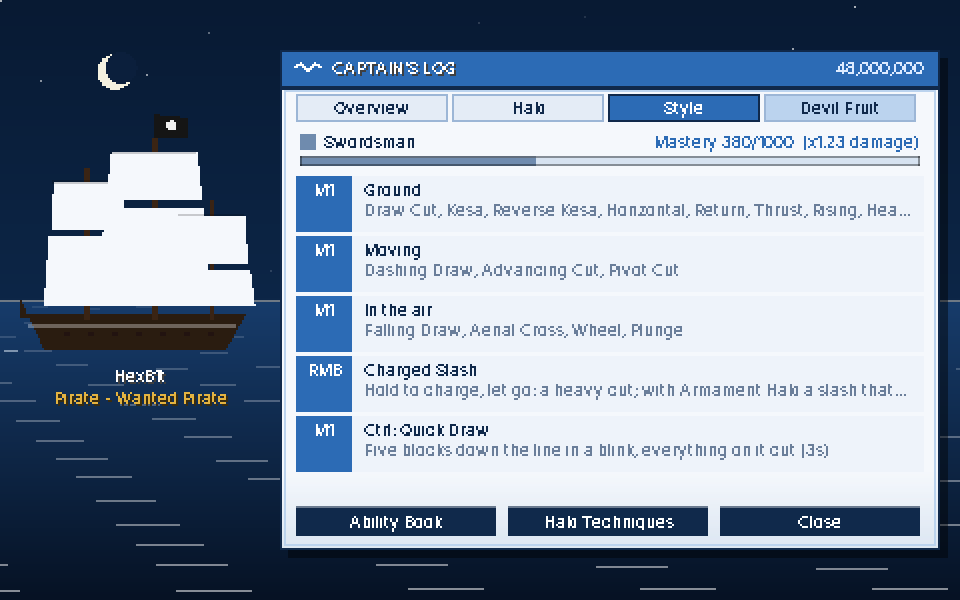 CAPTAIN'S LOG
48,000,000
Overview
Haki
Style
Devil Fruit
Swordsman
Mastery 380/1000 (x1.23 damage)
M1
Ground
Draw Cut, Kesa, Reverse Kesa, Horizontal, Return, Thrust, Rising, Hea...
M1
Moving
Dashing Draw, Advancing Cut, Pivot Cut
M1
In the air
Falling Draw, Aerial Cross, Wheel, Plunge
RMB
Charged Slash
Hold to charge, let go: a heavy cut; with Armament Haki a slash that...
M1
Ctrl: Quick Draw
Five blocks down the line in a blink, everything on it cut (3s)
HexB1t
Pirate - Wanted Pirate
Ability Book
Haki Techniques
Close